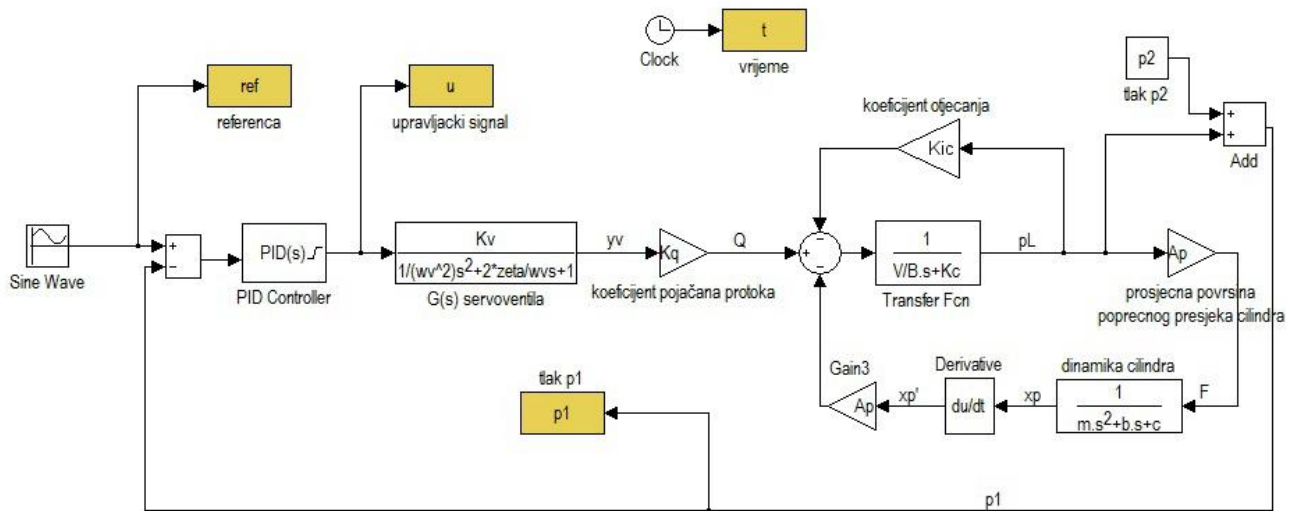 t
Clock
vrijeme
ref
referenca
u
upravljacki signal
p2
tlak p2
+
+
Add
koeficijent otjecanja
Kic
Sine Wave
+
−
PID(s)
PID Controller
Kv
1/(wv^2)s2+2*zeta/wvs+1
G(s) servoventila
yv
Kq
koeficijent pojačana protoka
Q
−
+
−
1
V/B.s+Kc
Transfer Fcn
pL
Ap
prosjecna povrsina
poprecnog presjeka cilindra
Gain3
Ap
xp'
Derivative
du/dt
xp
dinamika cilindra
1
m.s2+b.s+c
F
tlak p1
p1
p1